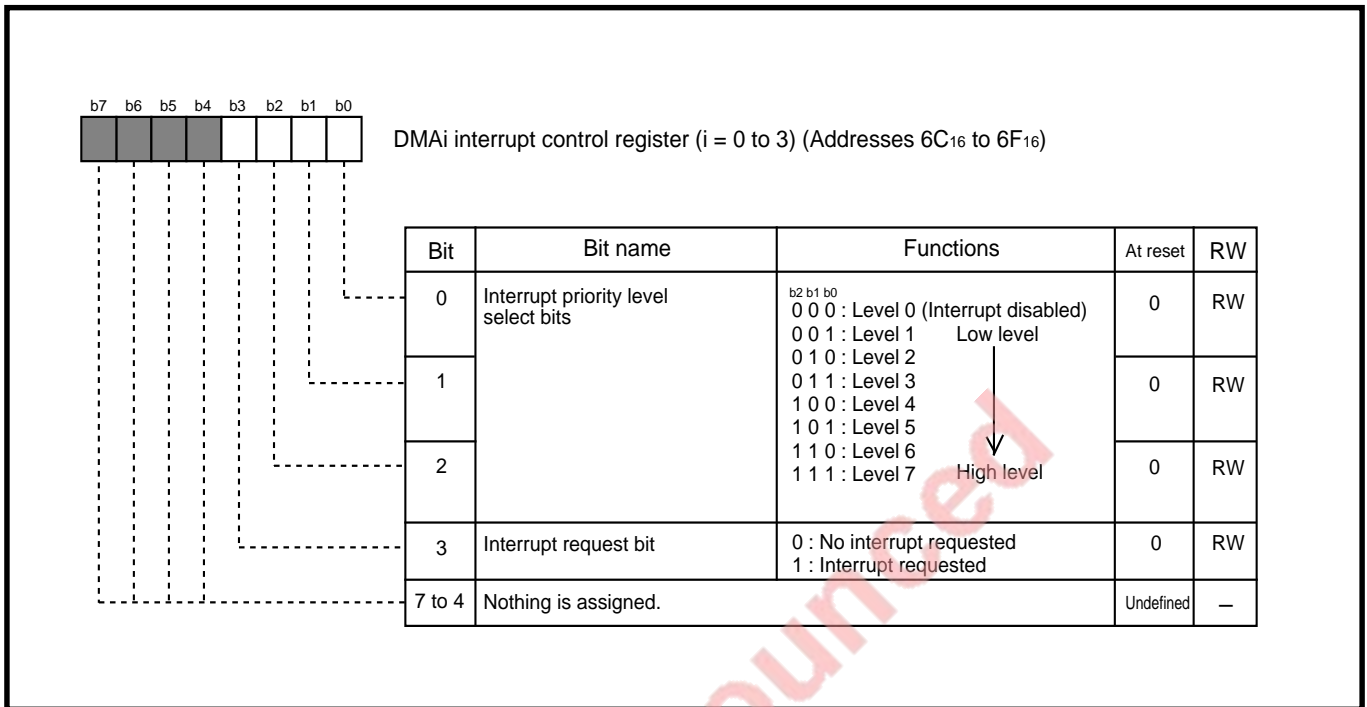 b7 b6 b5 b4 b3 b2 b1 b0
DMAi interrupt control register (i = 0 to 3) (Addresses 6C16 to 6F16)
Bit Bit name Functions At reset RW
0 Interrupt priority level b2 b1 b0 0 RW
select bits 0 0 0 : Level 0 (Interrupt disabled)
0 0 1 : Level 1 Low level
0 1 0 : Level 2
1 0 1 1 : Level 3 0 RW
1 0 0 : Level 4
1 0 1 : Level 5
2 1 1 0 : Level 6 0 RW
1 1 1 : Level 7 High level
3 Interrupt request bit 0 : No interrupt requested 0 RW
1 : Interrupt requested
7 to 4 Nothing is assigned. Undefined –
ounced